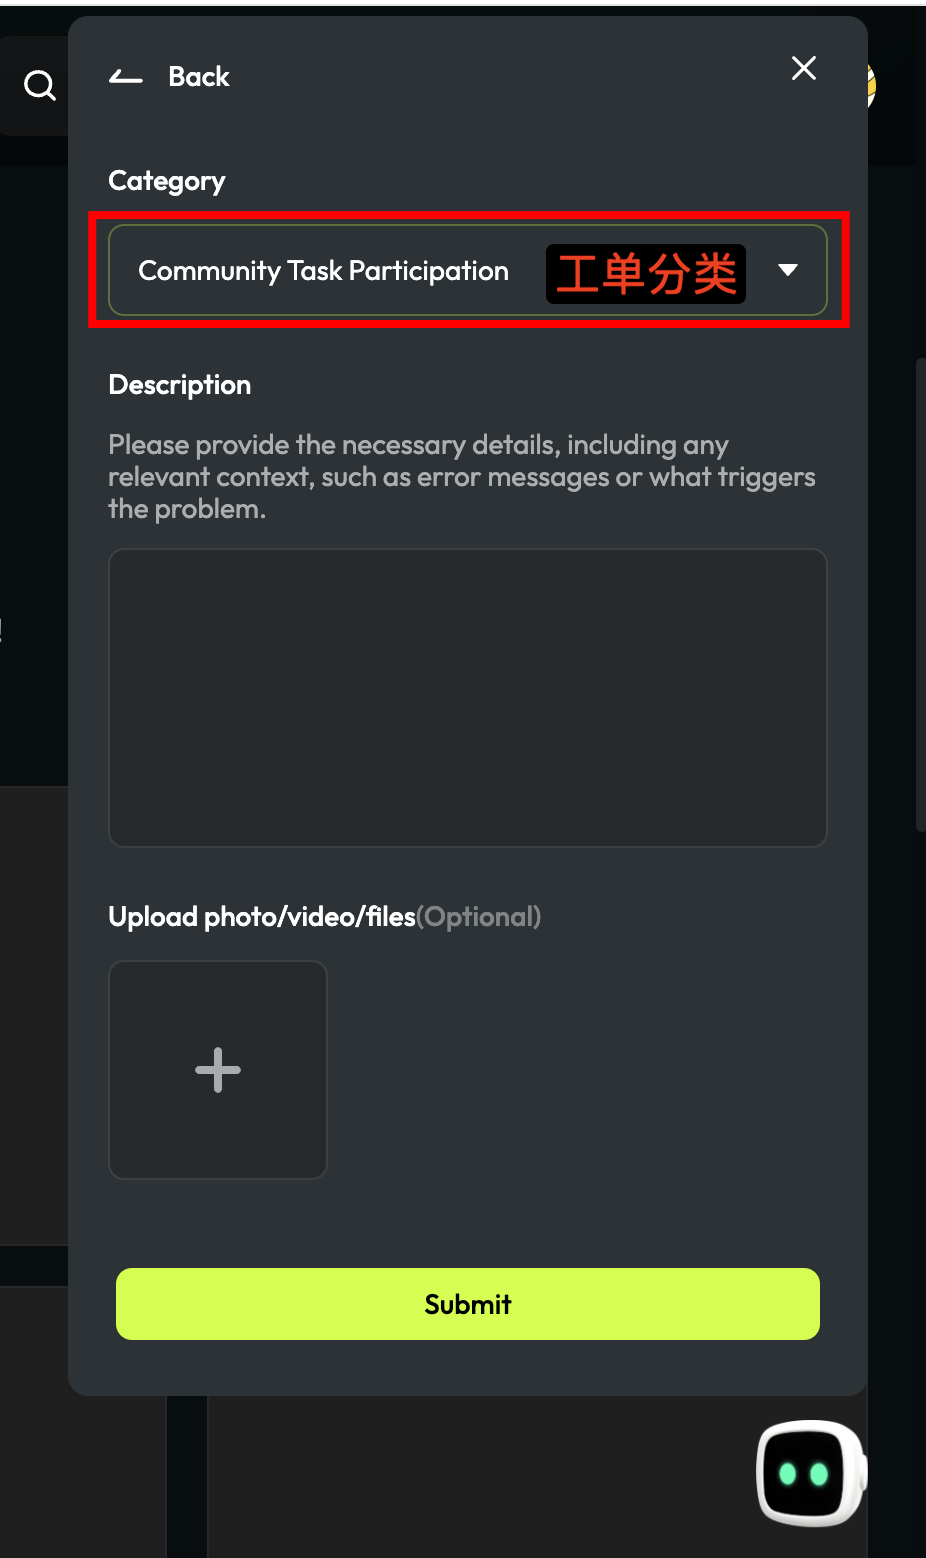 Back
Category
Community Task Participation 工单分类
Description
Please provide the necessary details, including any
relevant context, such as error messages or what triggers
the problem.
!
Upload photo/video/files(Optional)
Submit